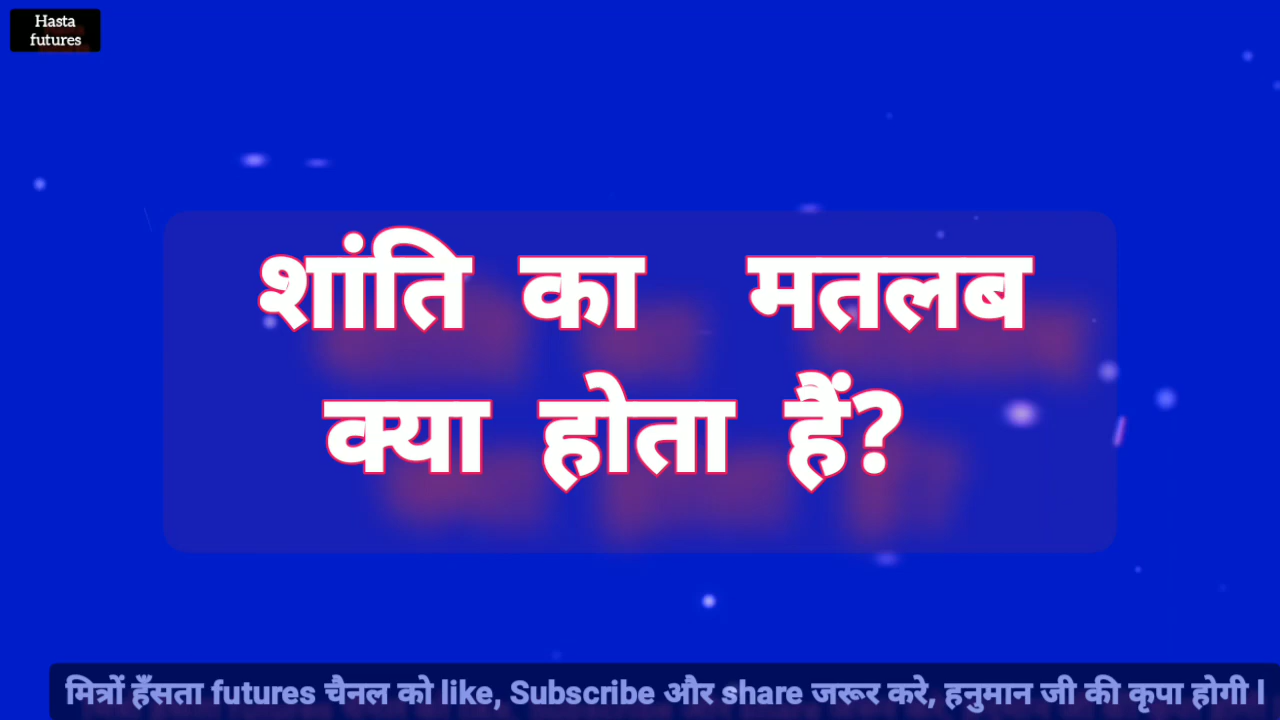 Hasta
futures
शांति का मतलब
क्या होता हैं?
मित्रों हँसता futures चैनल को like, Subscribe और share जरूर करे, हनुमान जी की कृपा होगी l